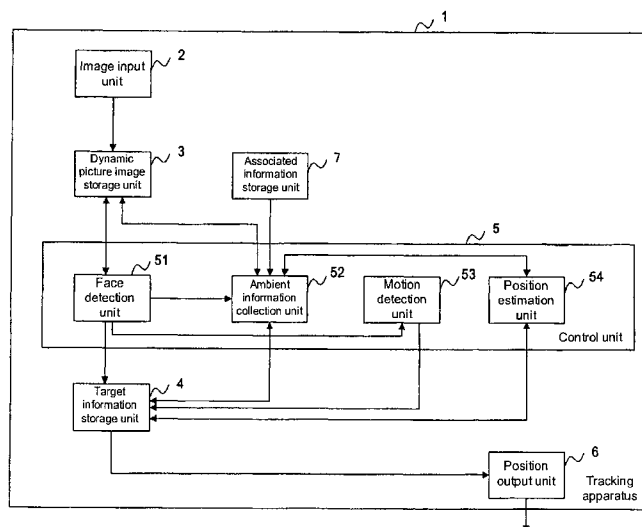 1
2
Image input
unit
3
Dynamic
picture image
storage unit
7
Associated
information
storage unit
5
51
Face
detection
unit
52
Ambient
information
collection unit
53
Motion
detection
unit
54
Position
estimation
unit
Control unit
4
Target
information
storage unit
6
Position
output unit
Tracking
apparatus